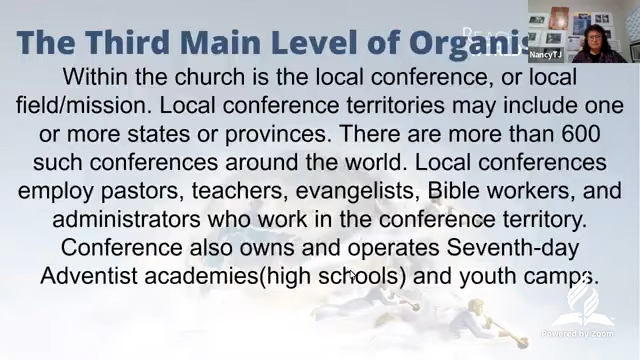 The Third Main Level of Organis
NancyTJ
Within the church is the local conference, or local
field/mission. Local conference territories may include one
or more states or provinces. There are more than 600
such conferences around the world. Local conferences
employ pastors, teachers, evangelists, Bible workers, and
administrators who work in the conference territory.
Conference also owns and operates Seventh-day
Adventist academies(high schools) and youth camps.
Powered by Zoom